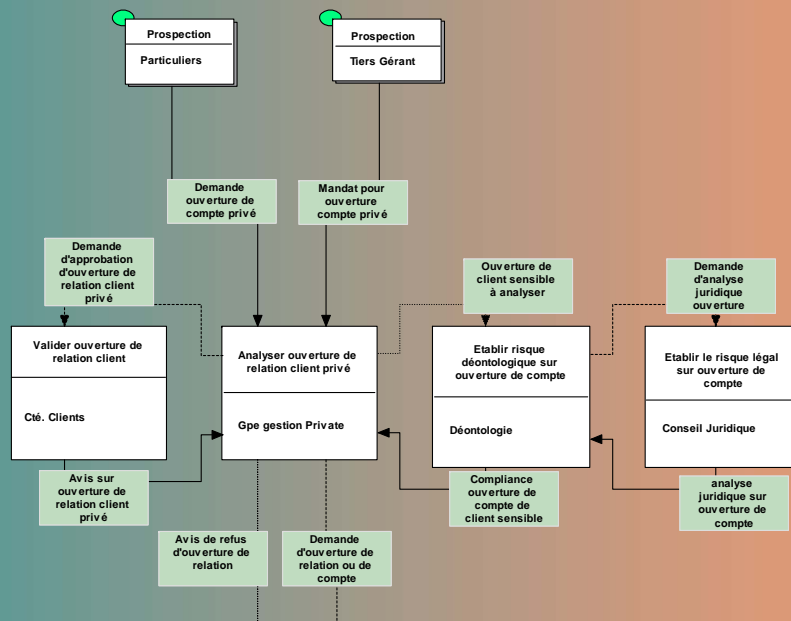 Prospection
Particuliers
Prospection
Tiers Gérant
Demande
ouverture de
compte privé
Mandat pour
ouverture
compte privé
Demande
d'approbation
d'ouverture de
relation client
privé
Ouverture de
client sensible
à analyser
Demande
d'analyse
juridique
ouverture
Valider ouverture de
relation client
Cté. Clients
Analyser ouverture de
relation client privé
Gpe gestion Private
Etablir risque
déontologique sur
ouverture de compte
Déontologie
Etablir le risque légal
sur ouverture de
compte
Conseil Juridique
Avis sur
ouverture de
relation client
privé
Compliance
ouverture de
compte de
client sensible
analyse
juridique sur
ouverture de
compte
Avis de refus
d'ouverture de
relation
Demande
d'ouverture de
relation ou de
compte